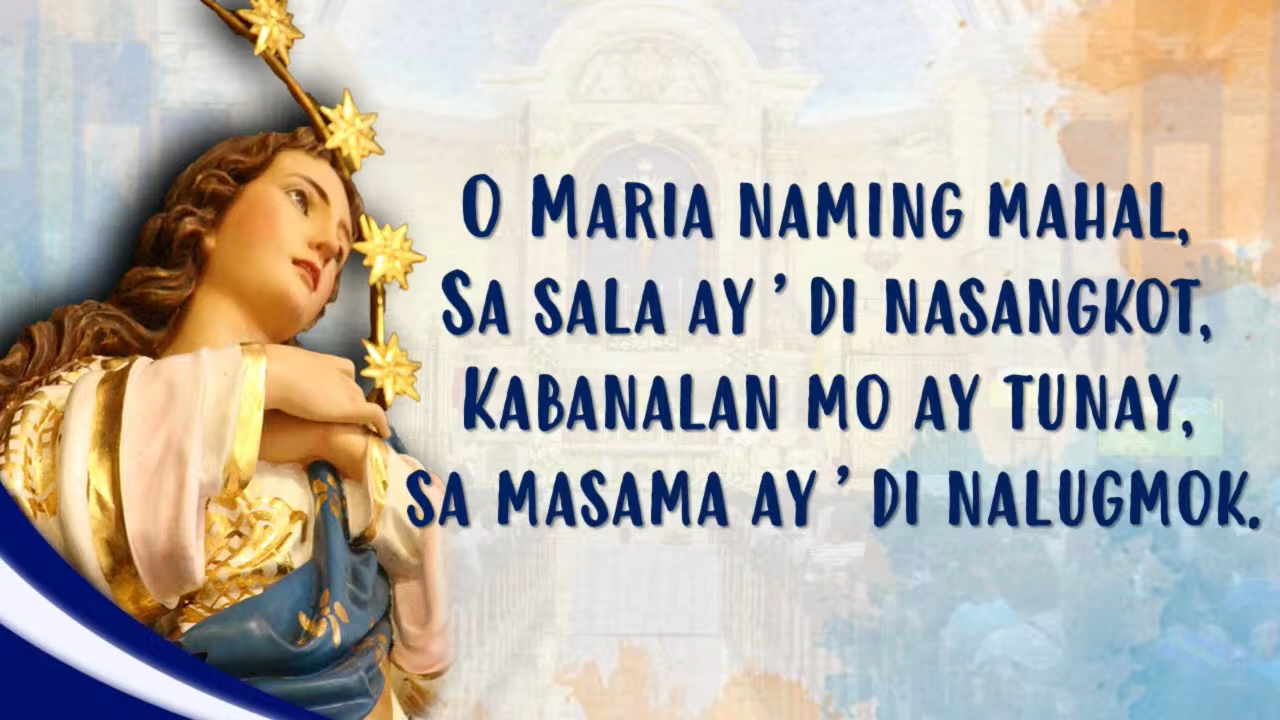 O MARIA NAMING MAHAL,
SA SALA AY 'DI NASANGKOT,
KABANALAN MO AY TUNAY,
SA MASAMA AY 'DI NALUGMOK.